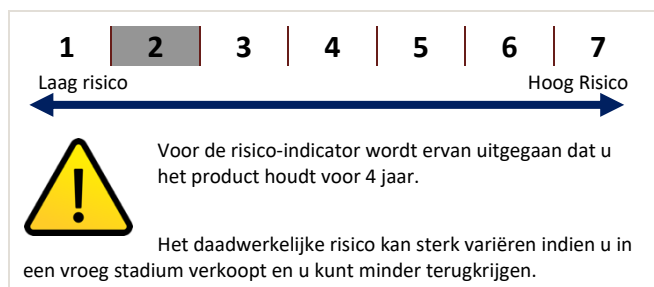 1 2 3 4 5 6 7
Laag risico Hoog Risico
Voor de risico-indicator wordt ervan uitgegaan dat u
het product houdt voor 4 jaar.
Het daadwerkelijke risico kan sterk variëren indien u in
een vroeg stadium verkoopt en u kunt minder terugkrijgen.